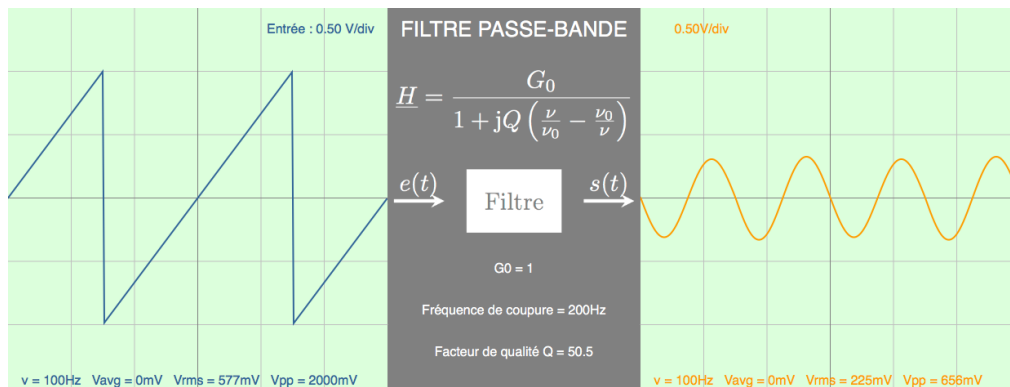 Entrée : 0.50 V/div
FILTRE PASSE-BANDE
0.50V/div
H = G₀ / (1 + jQ (ν/ν₀ − ν₀/ν))
e(t)
Filtre
s(t)
G0 = 1
Fréquence de coupure = 200Hz
Facteur de qualité Q = 50.5
ν = 100Hz Vavg = 0mV Vrms = 577mV Vpp = 2000mV
ν = 100Hz Vavg = 0mV Vrms = 225mV Vpp = 656mV